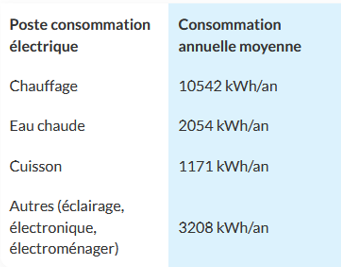 Poste consommation Consommation
électrique annuelle moyenne
Chauffage 10542 kWh/an
Eau chaude 2054 kWh/an
Cuisson 1171 kWh/an
Autres (éclairage,
électronique, 3208 kWh/an
électroménager)